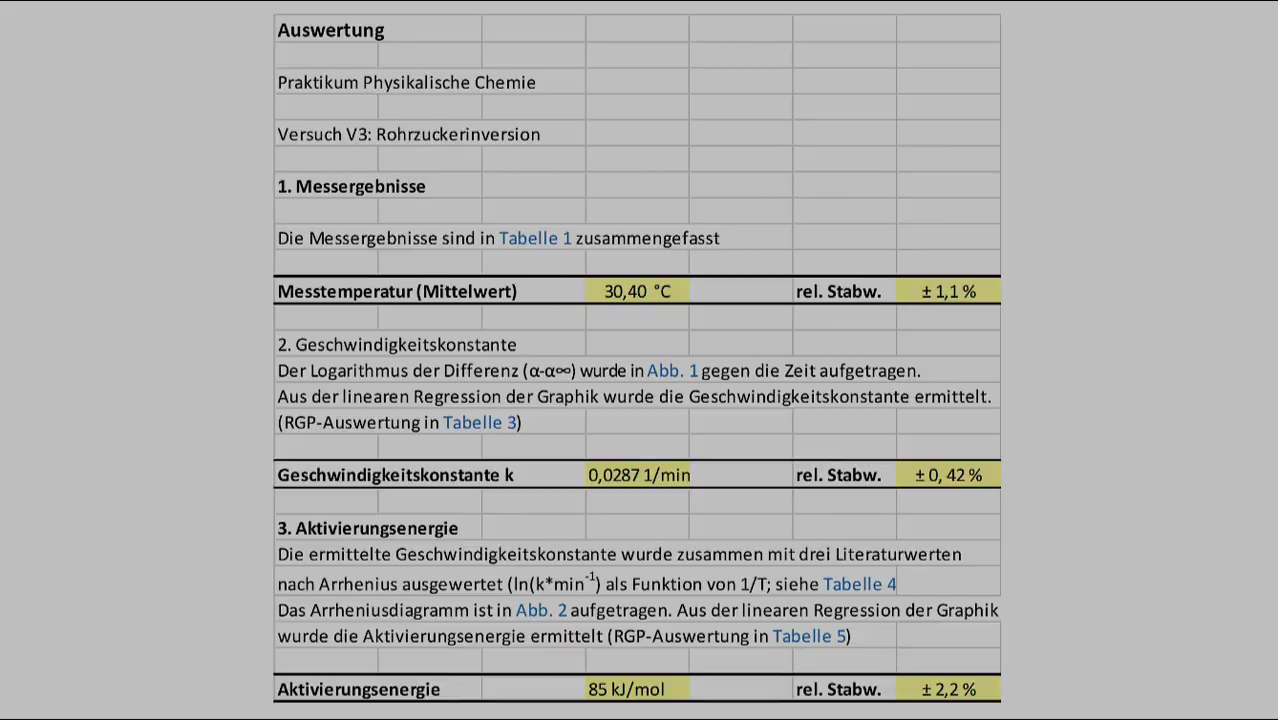 Auswertung
Praktikum Physikalische Chemie
Versuch V3: Rohrzuckerinversion
1. Messergebnisse
Die Messergebnisse sind in Tabelle 1 zusammengefasst
Messtemperatur (Mittelwert) 30,40 °C rel. Stabw. ± 1,1 %
2. Geschwindigkeitskonstante
Der Logarithmus der Differenz (α-α∞) wurde in Abb. 1 gegen die Zeit aufgetragen.
Aus der linearen Regression der Graphik wurde die Geschwindigkeitskonstante ermittelt.
(RGP-Auswertung in Tabelle 3)
Geschwindigkeitskonstante k 0,0287 1/min rel. Stabw. ± 0, 42 %
3. Aktivierungsenergie
Die ermittelte Geschwindigkeitskonstante wurde zusammen mit drei Literaturwerten
nach Arrhenius ausgewertet (ln(k*min⁻¹) als Funktion von 1/T; siehe Tabelle 4
Das Arrheniusdiagramm ist in Abb. 2 aufgetragen. Aus der linearen Regression der Graphik
wurde die Aktivierungsenergie ermittelt (RGP-Auswertung in Tabelle 5)
Aktivierungsenergie 85 kJ/mol rel. Stabw. ± 2,2 %